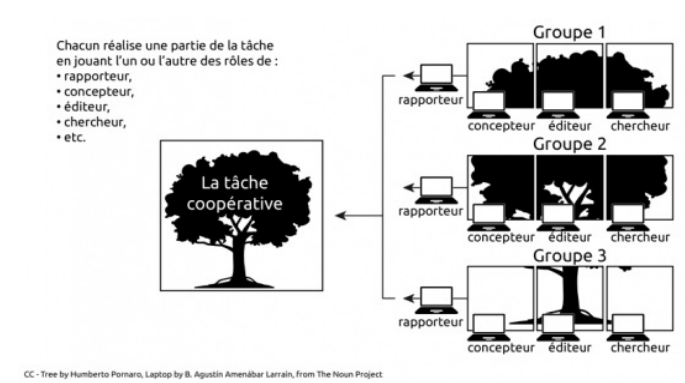 Chacun réalise une partie de la tâche
en jouant l'un ou l'autre des rôles de :
• rapporteur,
• concepteur,
• éditeur,
• chercheur,
• etc.
La tâche
coopérative
Groupe 1
rapporteur
concepteur éditeur chercheur
Groupe 2
rapporteur
concepteur éditeur chercheur
Groupe 3
rapporteur
concepteur éditeur chercheur
CC - Tree by Humberto Pornaro, Laptop by B. Agustín Amenábar Larraín, from The Noun Project